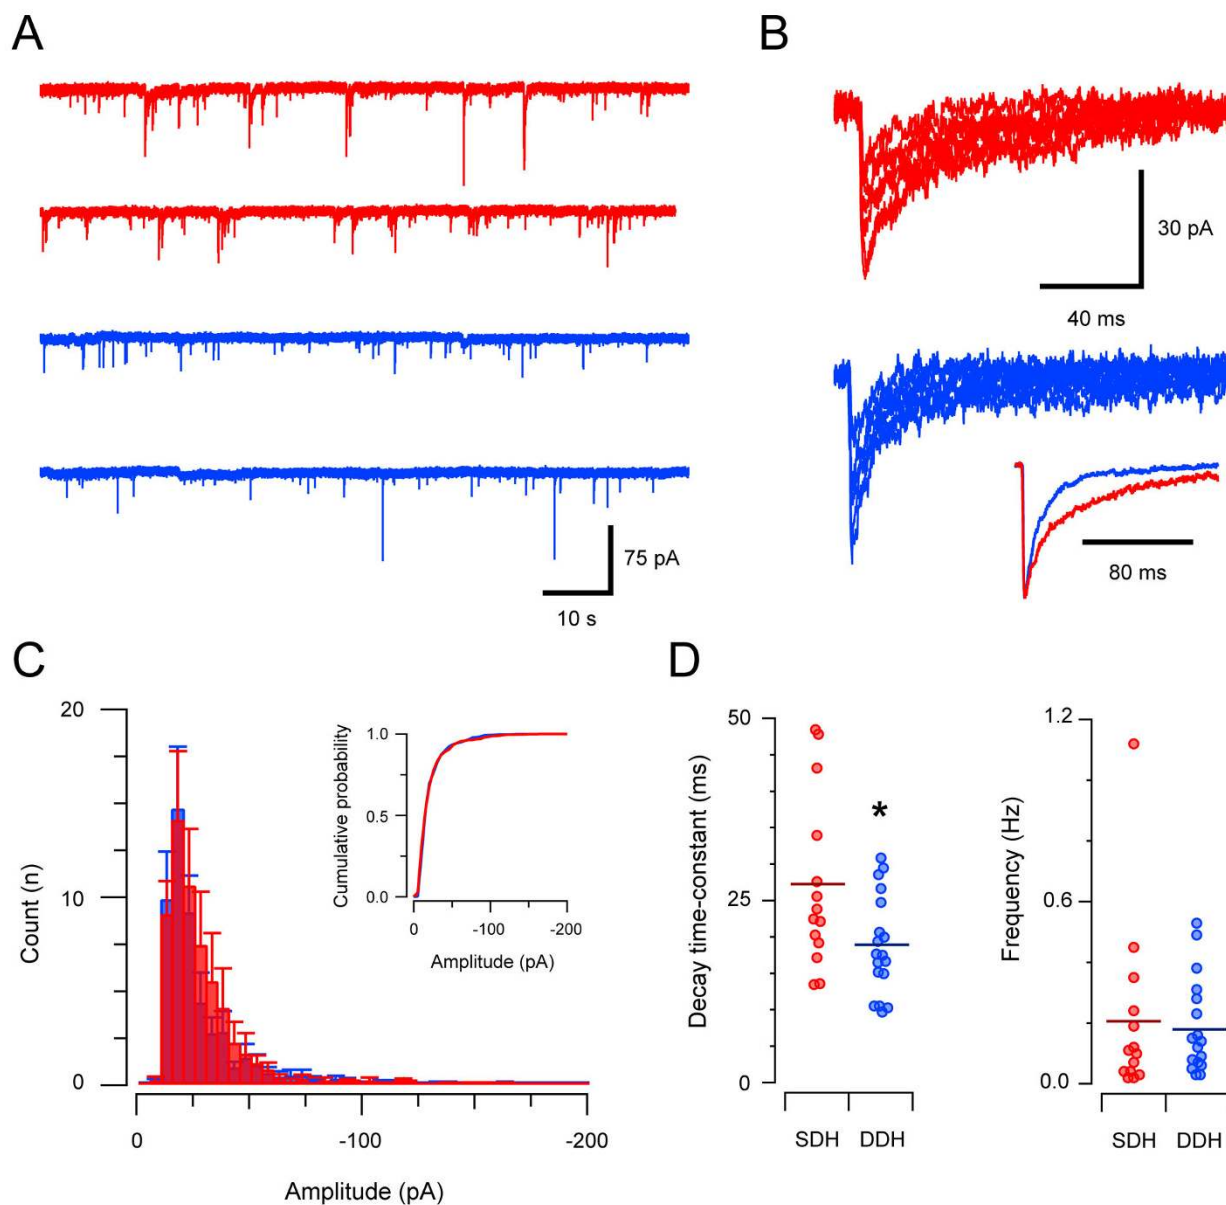 A
B
30 pA
40 ms
75 pA
10 s
80 ms
C
20
10
0
Count (n)
0
-100
-200
Amplitude (pA)
1.0
0.5
0.0
Cumulative probability
0
-100
-200
Amplitude (pA)
D
50
25
0
Decay time-constant (ms)
*
SDH
DDH
1.2
0.6
0.0
Frequency (Hz)
SDH
DDH